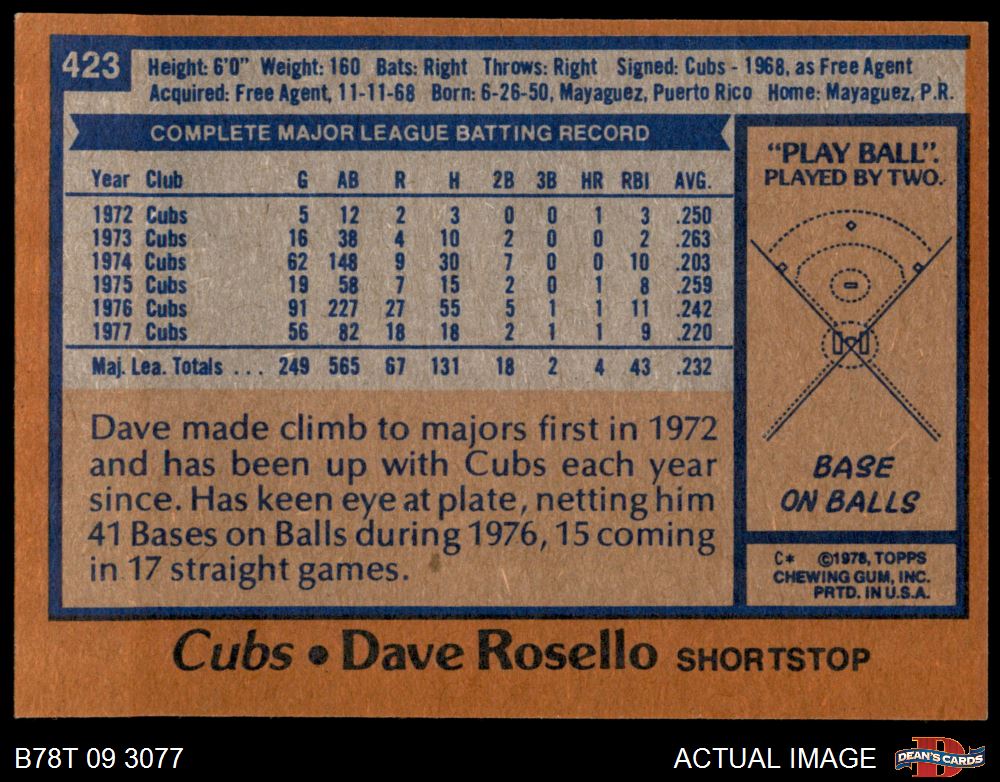 423
Height: 6'0" Weight: 160 Bats: Right Throws: Right Signed: Cubs - 1968, as Free Agent
Acquired: Free Agent, 11-11-68 Born: 6-26-50, Mayaguez, Puerto Rico Home: Mayaguez, P.R.
COMPLETE MAJOR LEAGUE BATTING RECORD
Year Club G AB R H 2B 3B HR RBI AVG.
1972 Cubs 5 12 2 3 0 0 1 3 .250
1973 Cubs 16 38 4 10 2 0 0 2 .263
1974 Cubs 62 148 9 30 7 0 0 10 .203
1975 Cubs 19 58 7 15 2 0 1 8 .259
1976 Cubs 91 227 27 55 5 1 1 11 .242
1977 Cubs 56 82 18 18 2 1 1 9 .220
Maj. Lea. Totals ... 249 565 67 131 18 2 4 43 .232
Dave made climb to majors first in 1972
and has been up with Cubs each year
since. Has keen eye at plate, netting him
41 Bases on Balls during 1976, 15 coming
in 17 straight games.
"PLAY BALL".
PLAYED BY TWO.
BASE
ON BALLS
C* ©1978, TOPPS
CHEWING GUM, INC.
PRTD. IN U.S.A.
Cubs • Dave Rosello SHORTSTOP
B78T 09 3077
ACTUAL IMAGE
D
DEAN'S CARDS